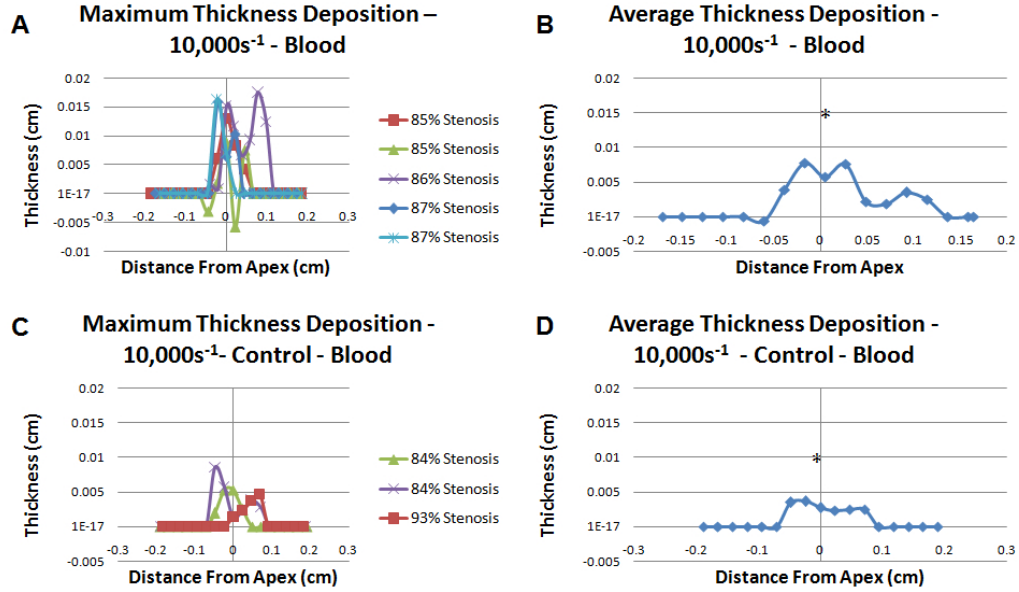 A
Maximum Thickness Deposition –
10,000s⁻¹ - Blood
Thickness (cm)
0.02
0.015
0.01
0.005
1E-17
-0.005
-0.01
-0.3 -0.2 -0.1 0 0.1 0.2 0.3
Distance From Apex (cm)
85% Stenosis
85% Stenosis
86% Stenosis
87% Stenosis
87% Stenosis
B
Average Thickness Deposition -
10,000s⁻¹ - Blood
Thickness (cm)
0.02
0.015
0.01
0.005
1E-17
-0.005
*
-0.2 -0.15 -0.1 -0.05 0 0.05 0.1 0.15 0.2
Distance From Apex
C
Maximum Thickness Deposition -
10,000s⁻¹- Control - Blood
Thickness (cm)
0.02
0.015
0.01
0.005
1E-17
-0.005
-0.3 -0.2 -0.1 0 0.1 0.2 0.3
Distance From Apex (cm)
84% Stenosis
84% Stenosis
93% Stenosis
D
Average Thickness Deposition -
10,000s⁻¹ - Control - Blood
Thickness (cm)
0.02
0.015
0.01
0.005
1E-17
-0.005
*
-0.3 -0.2 -0.1 0 0.1 0.2 0.3
Distance From Apex (cm)